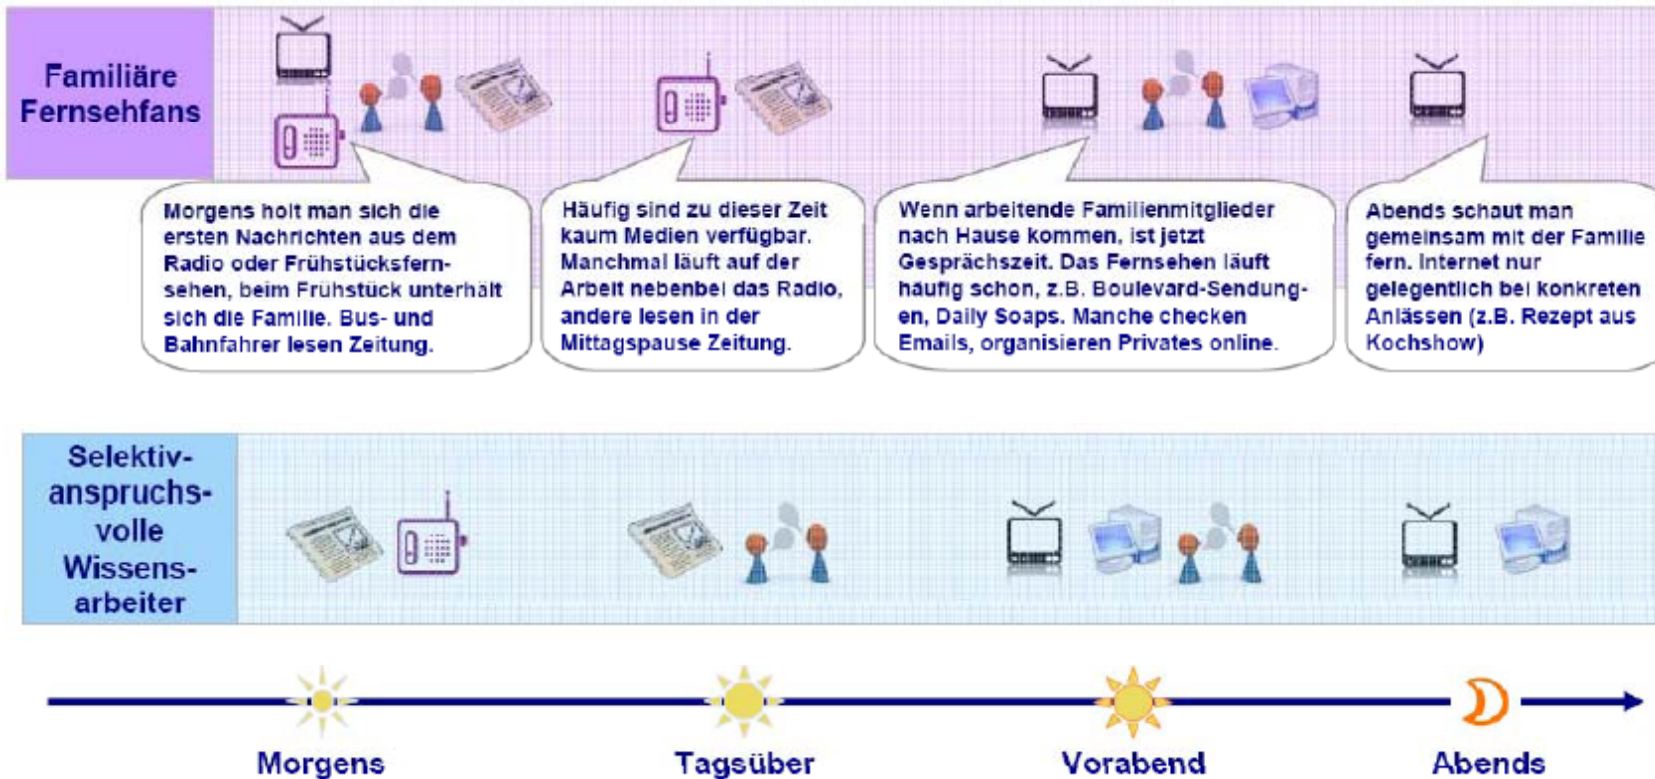 Familiäre
Fernsehfans
Morgens holt man sich die
ersten Nachrichten aus dem
Radio oder Frühstücksfern-
sehen, beim Frühstück unterhält
sich die Familie. Bus- und
Bahnfahrer lesen Zeitung.
Häufig sind zu dieser Zeit
kaum Medien verfügbar.
Manchmal läuft auf der
Arbeit nebenbei das Radio,
andere lesen in der
Mittagspause Zeitung.
Wenn arbeitende Familienmitglieder
nach Hause kommen, ist jetzt
Gesprächszeit. Das Fernsehen läuft
häufig schon, z.B. Boulevard-Sendung-
en, Daily Soaps. Manche checken
Emails, organisieren Privates online.
Abends schaut man
gemeinsam mit der Familie
fern. Internet nur
gelegentlich bei konkreten
Anlässen (z.B. Rezept aus
Kochshow)
Selektiv-
anspruchs-
volle
Wissens-
arbeiter
Morgens
Tagsüber
Vorabend
Abends